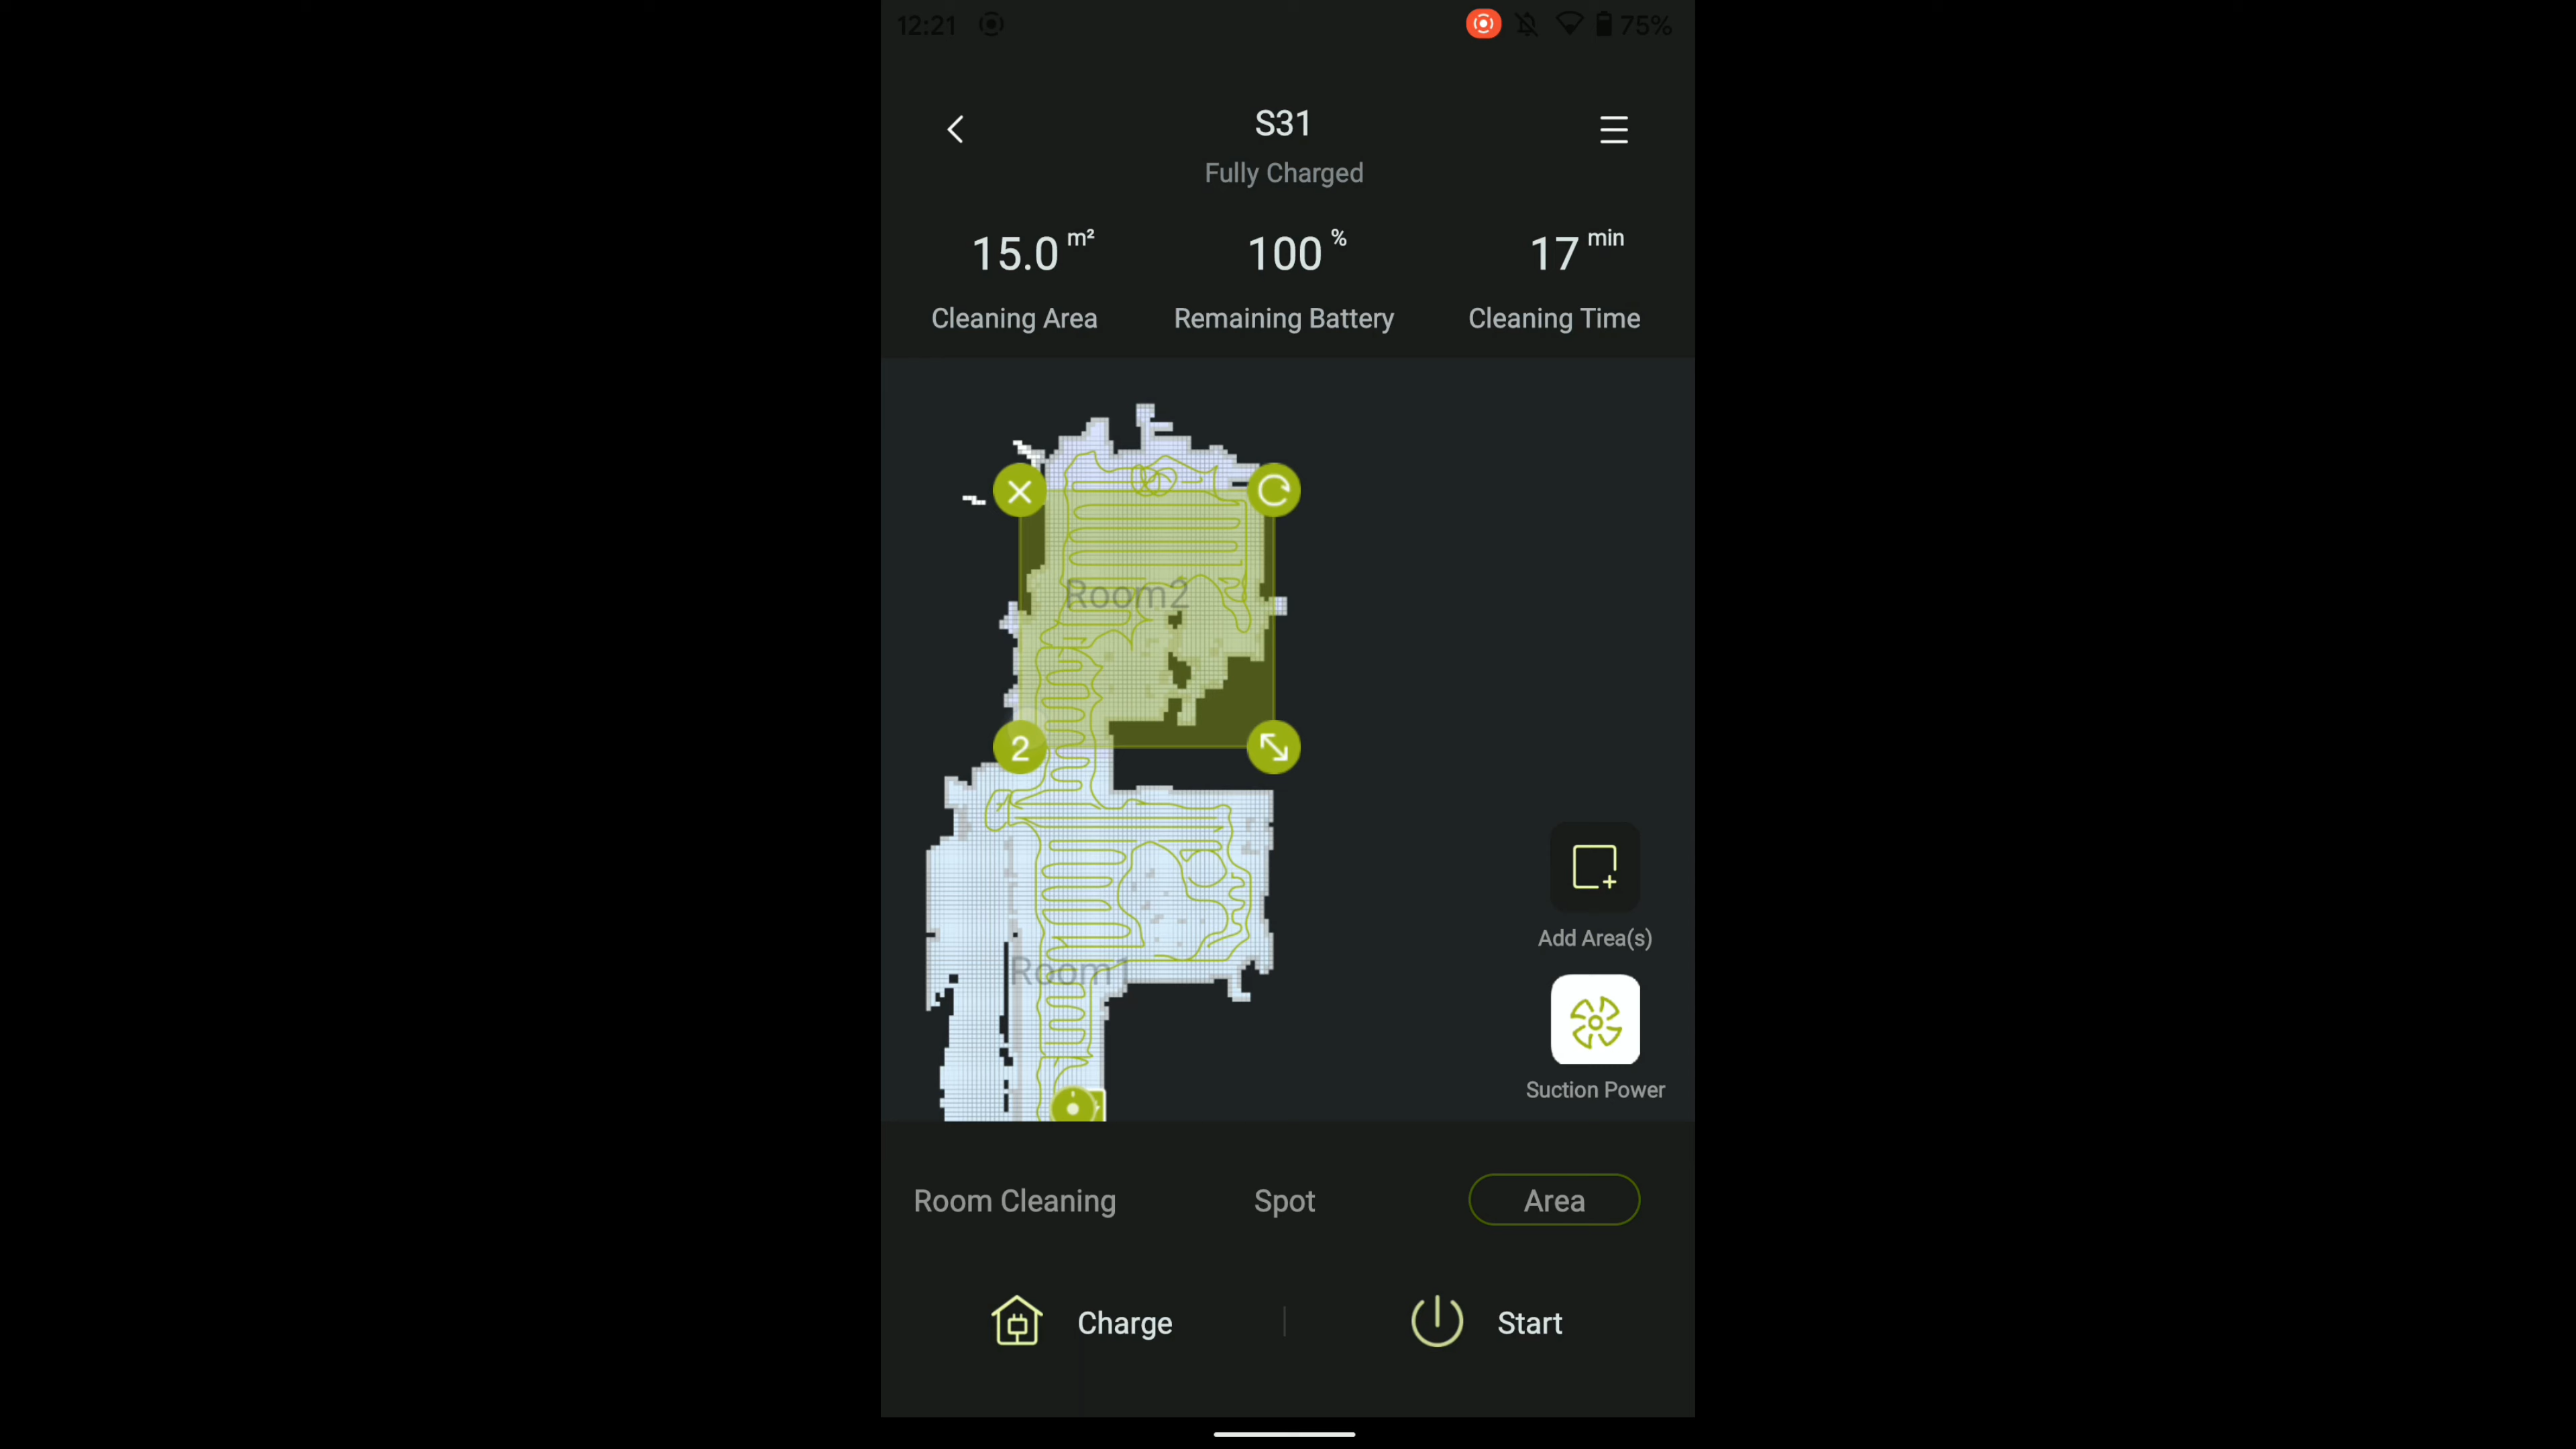 12:21 75%
S31
Fully Charged
15.0 m² 100 % 17 min
Cleaning Area Remaining Battery Cleaning Time
Room2
2
Room1
Add Area(s)
Suction Power
Room Cleaning Spot Area
Charge Start